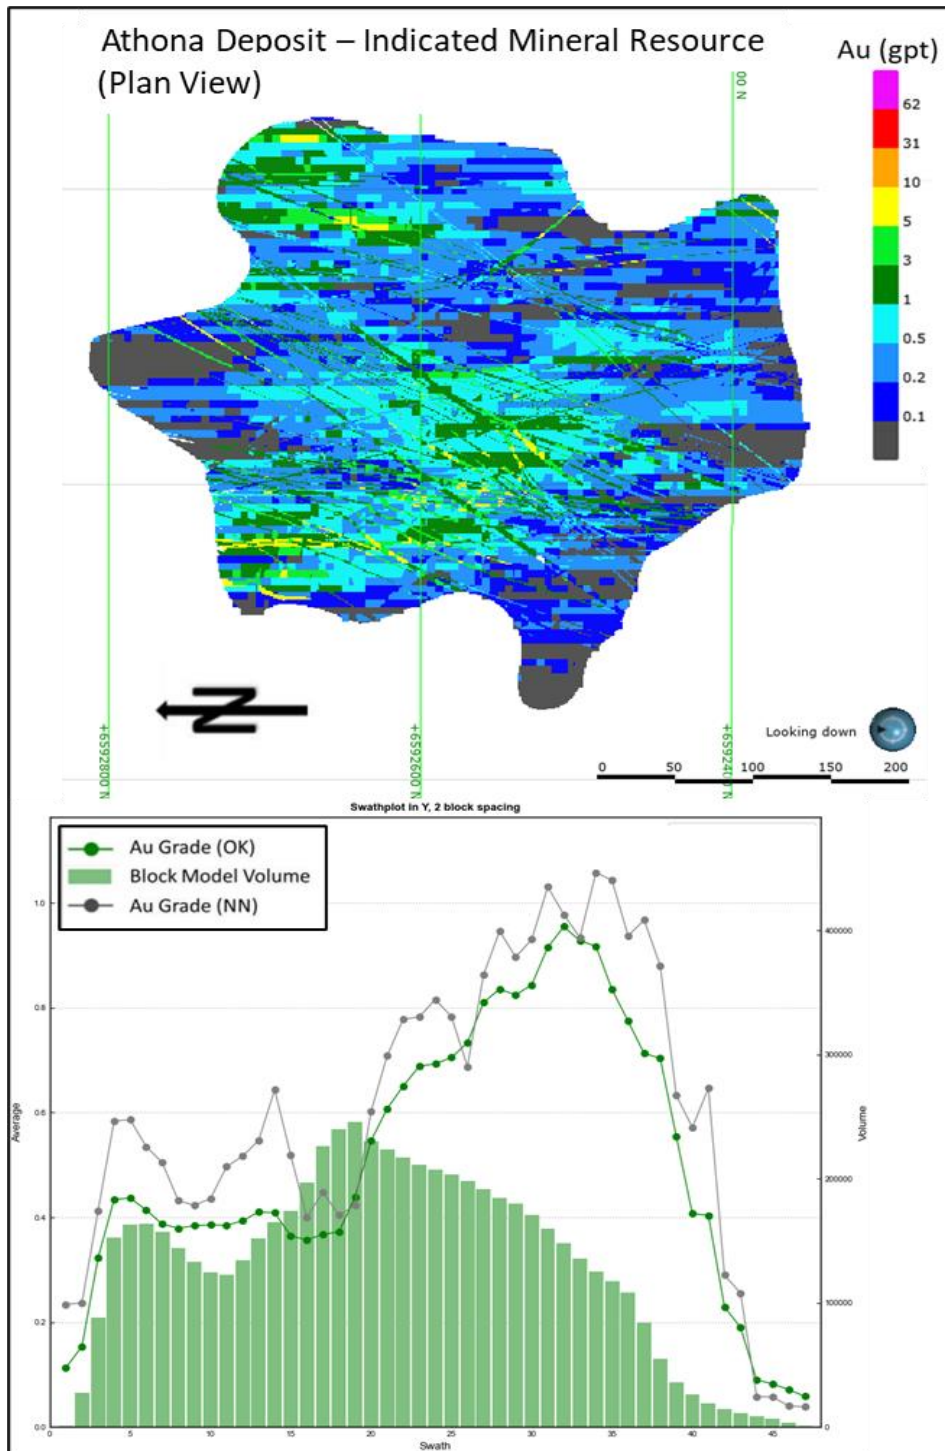 Athona Deposit – Indicated Mineral Resource
(Plan View)
Au (gpt)
62
31
10
5
3
1
0.5
0.2
0.1
00 N
N
+6592800 N
+6592600 N
+6592400 N
Looking down
0 50 100 150 200
Swathplot in Y, 2 block spacing
Au Grade (OK)
Block Model Volume
Au Grade (NN)
Average
1.0
0.8
0.6
0.4
0.2
0.0
Volume
400000
300000
200000
100000
0
0 5 10 15 20 25 30 35 40 45
Swath